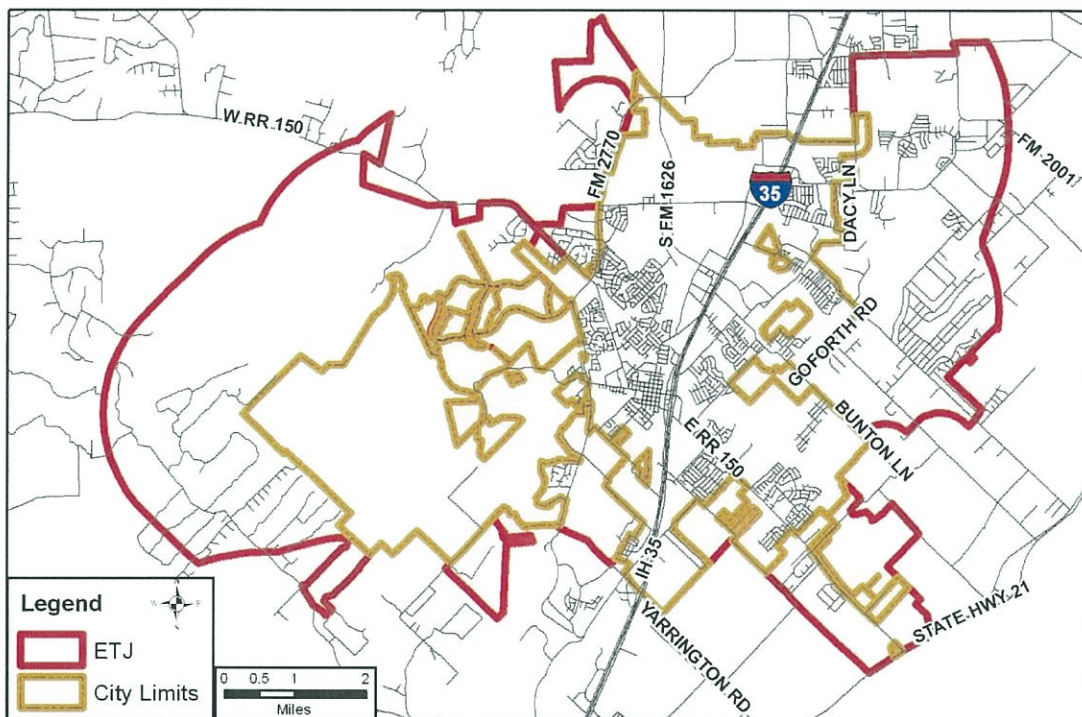 W RR 150
FM 2770
S FM 1626
35
DACY LN
FM 2001
GOFORTH RD
BUNTON LN
E RR 150
IH 35
YARRINGTON RD
STATE HWY 21
Legend
ETJ
City Limits
0 0.5 1 2
Miles